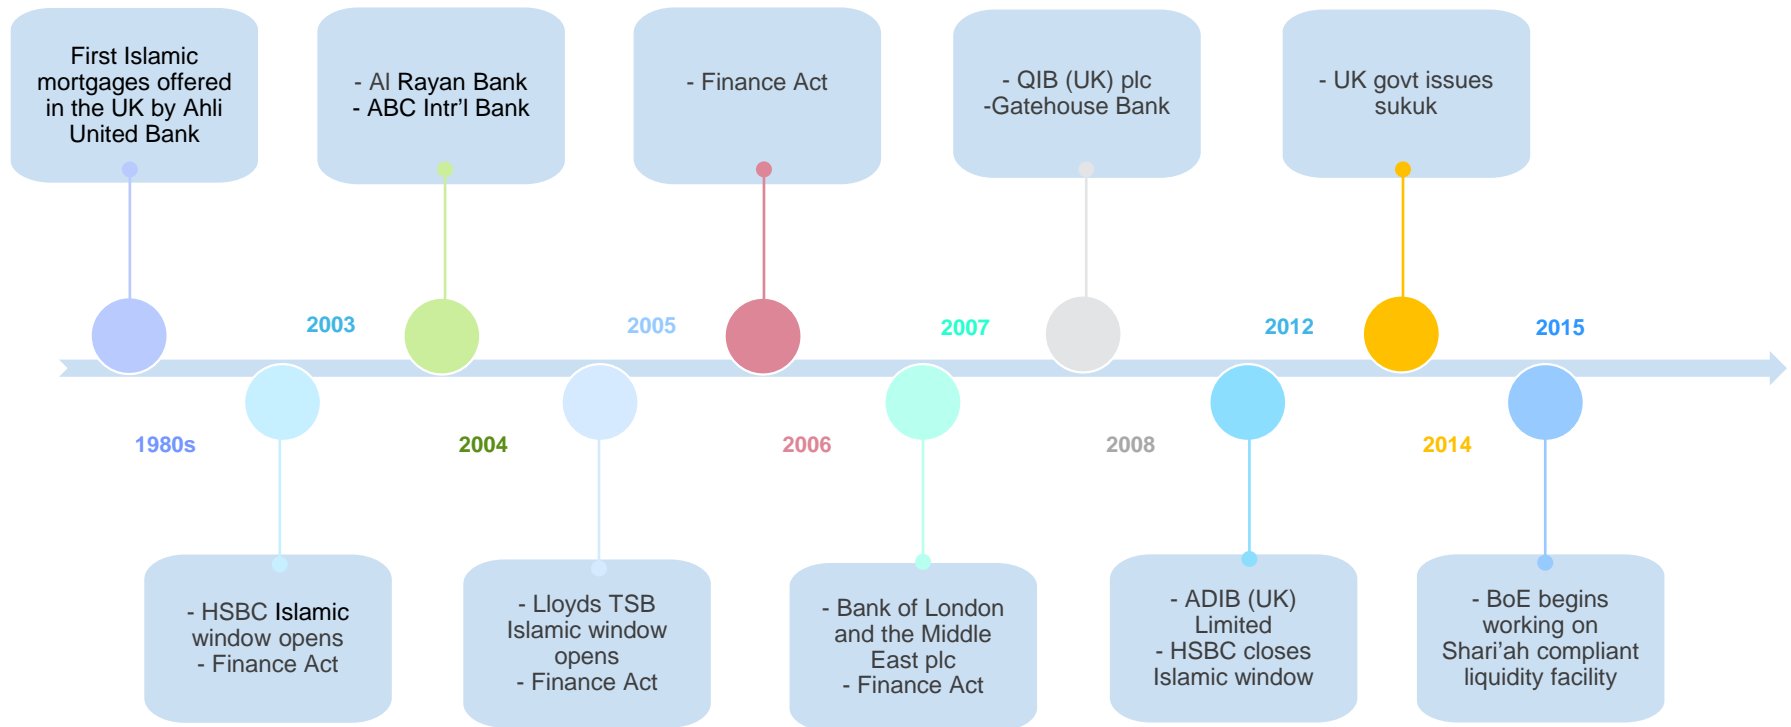 First Islamic
mortgages offered
in the UK by Ahli
United Bank
- Al Rayan Bank
- ABC Intr’l Bank
- Finance Act
- QIB (UK) plc
-Gatehouse Bank
- UK govt issues
sukuk
2003
2005
2007
2012
2015
1980s
2004
2006
2008
2014
- HSBC Islamic
window opens
- Finance Act
- Lloyds TSB
Islamic window
opens
- Finance Act
- Bank of London
and the Middle
East plc
- Finance Act
- ADIB (UK)
Limited
- HSBC closes
Islamic window
- BoE begins
working on
Shari’ah compliant
liquidity facility